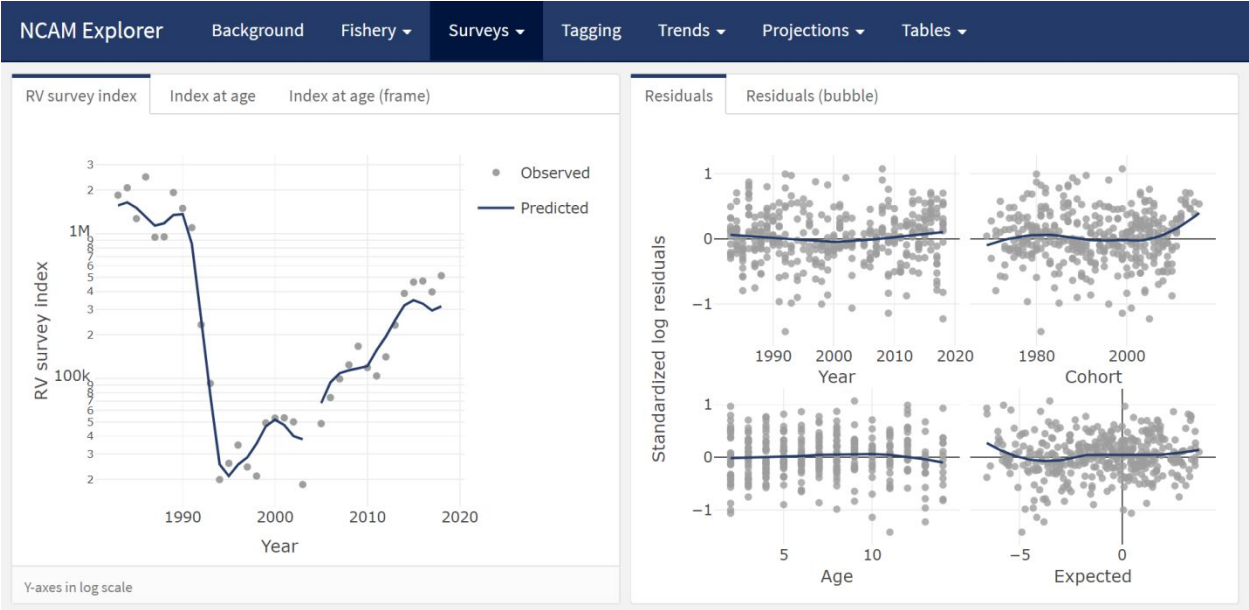 NCAM Explorer Background Fishery Surveys Tagging Trends Projections Tables
RV survey index Index at age Index at age (frame)
3
2
1M
9
8
7
6
5
4
3
2
100k
9
8
7
6
5
4
3
2
RV survey index
1990 2000 2010 2020
Year
Observed
Predicted
Y-axes in log scale
Residuals Residuals (bubble)
Standardized log residuals
1
0
−1
1990 2000 2010 2020
Year
1980 2000
Cohort
1
0
−1
5 10
Age
−5 0
Expected